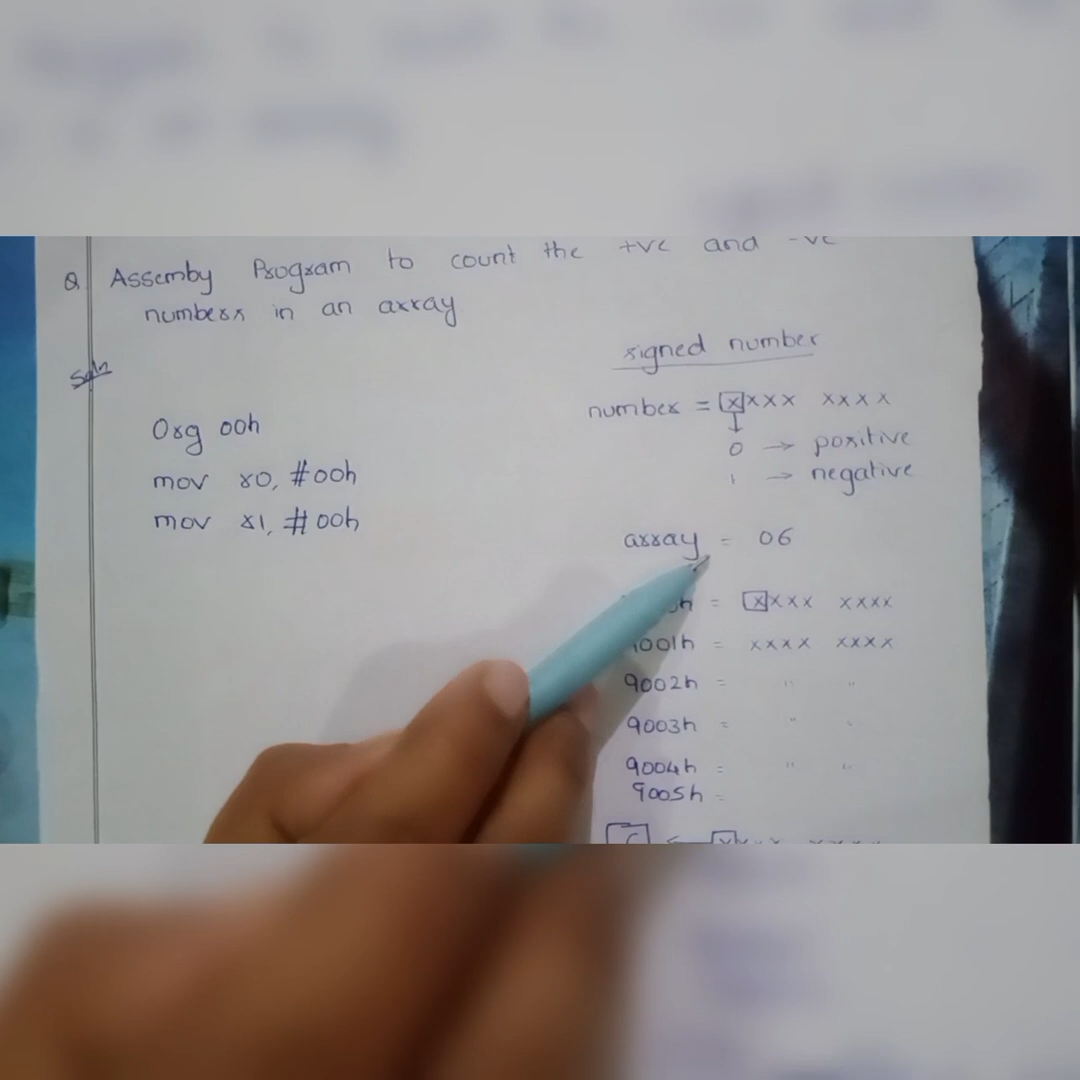 Q Assemby Program to count the +ve and -ve
numbers in an array
Soln
Org 00h
mov r0, #00h
mov r1, #00h
signed number
number = xxxx xxxx
0 → positive
1 → negative
array = 06
= xxxx xxxx
001h = xxxx xxxx
9002h = " "
9003h = " "
9004h = " "
9005h =
C ←